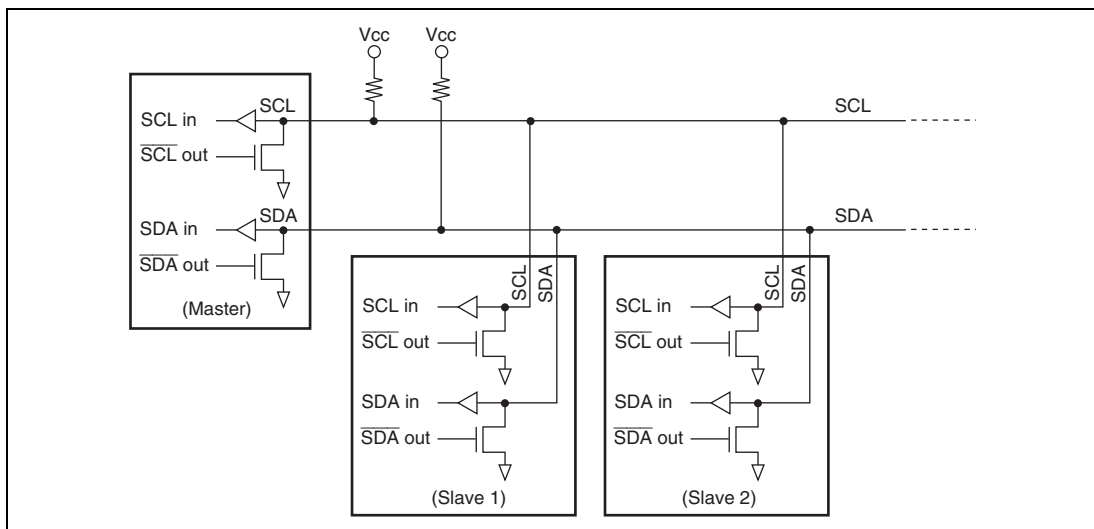 Vcc Vcc
SCL
SCL in
SCL
SCL out
SDA
SDA in
SDA
SDA out
(Master)
SCL
SDA
SCL in
SCL out
SDA in
SDA out
(Slave 1)
SCL
SDA
SCL in
SCL out
SDA in
SDA out
(Slave 2)